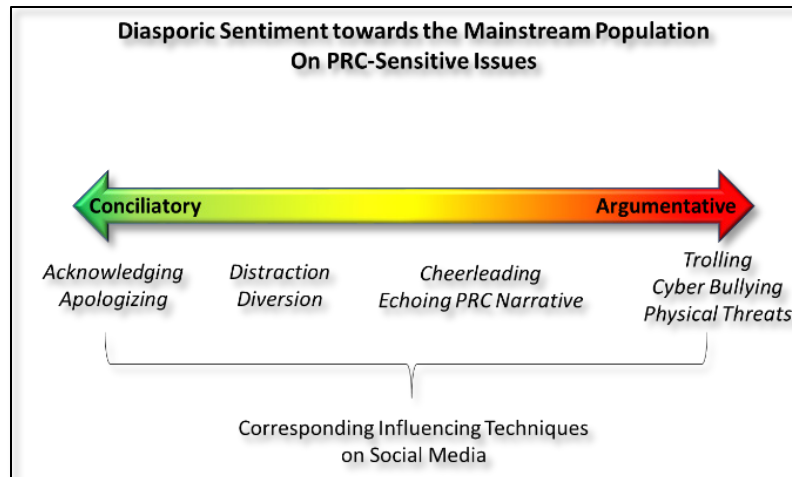 Diasporic Sentiment towards the Mainstream Population
On PRC-Sensitive Issues
Conciliatory
Argumentative
Acknowledging
Apologizing
Distraction
Diversion
Cheerleading
Echoing PRC Narrative
Trolling
Cyber Bullying
Physical Threats
Corresponding Influencing Techniques
on Social Media